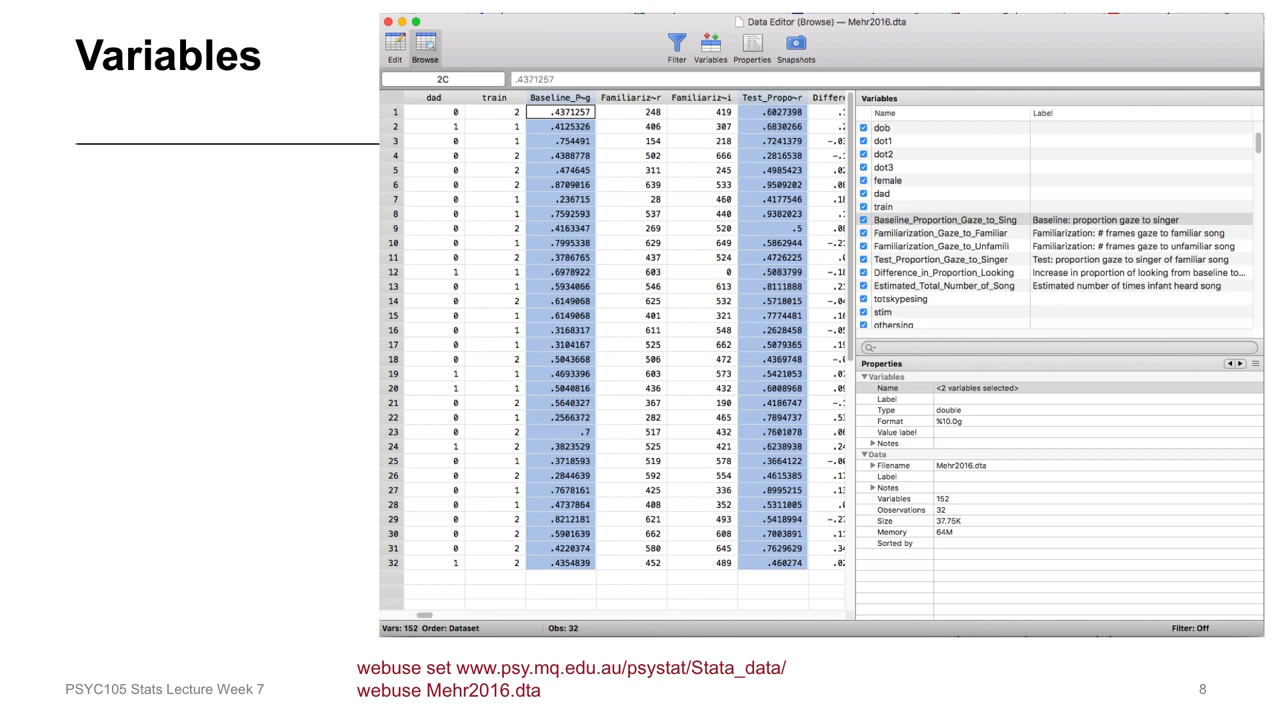 Variables
Data Editor (Browse) — Mehr2016.dta
Edit Browse Filter Variables Properties Snapshots
2C .4371257
dad train Baseline_P~g Familiariz~r Familiariz~i Test_Propo~r Differe
1 0 2 .4371257 248 419 .6027398
2 1 1 .4125326 406 307 .6830266
3 0 1 .754491 154 218 .7241379
4 0 2 .4388778 502 666 .2816538
5 0 2 .474645 311 245 .4985423
6 0 2 .8709016 639 533 .9509202
7 0 1 .236715 28 460 .4177546
8 0 1 .7592593 537 440 .9382023
9 0 2 .4163347 269 520 .5
10 0 1 .7995338 629 649 .5862944
11 0 2 .3786765 437 524 .4726225
12 1 1 .6978922 603 0 .5083799
13 0 1 .5934066 546 613 .8111888
14 0 2 .6149068 625 532 .5718015
15 0 1 .6149068 401 321 .7774481
16 0 1 .3168317 611 548 .2628458
17 0 1 .3104167 525 662 .5079365
18 0 2 .5043668 506 472 .4369748
19 1 1 .4693396 603 573 .5421053
20 1 1 .5040816 436 432 .6008968
21 0 2 .5640327 367 190 .4186747
22 0 1 .2566372 282 465 .7894737
23 0 2 .7 517 432 .7601078
24 1 2 .3823529 525 421 .6238938
25 0 1 .3718593 519 578 .3664122
26 0 2 .2844639 592 554 .4615385
27 0 1 .7678161 425 336 .8995215
28 0 1 .4737864 408 352 .5311005
29 0 2 .8212181 621 493 .5418994
30 0 2 .5901639 662 608 .7003891
31 0 2 .4220374 580 645 .7629629
32 1 2 .4354839 452 489 .460274
Vars: 152 Order: Dataset Obs: 32 Filter: Off
Variables
Name Label
dob
dot1
dot2
dot3
female
dad
train
Baseline_Proportion_Gaze_to_Sing Baseline: proportion gaze to singer
Familiarization_Gaze_to_Familiar Familiarization: # frames gaze to familiar song
Familiarization_Gaze_to_Unfamili Familiarization: # frames gaze to unfamiliar song
Test_Proportion_Gaze_to_Singer Test: proportion gaze to singer of familiar song
Difference_in_Proportion_Looking Increase in proportion of looking from baseline to...
Estimated_Total_Number_of_Song Estimated number of times infant heard song
totskypesing
stim
othersing
Properties
Variables
Name <2 variables selected>
Label
Type double
Format %10.0g
Value label
Notes
Data
Filename Mehr2016.dta
Label
Notes
Variables 152
Observations 32
Size 37.75K
Memory 64M
Sorted by
webuse set www.psy.mq.edu.au/psystat/Stata_data/
webuse Mehr2016.dta
PSYC105 Stats Lecture Week 7
8